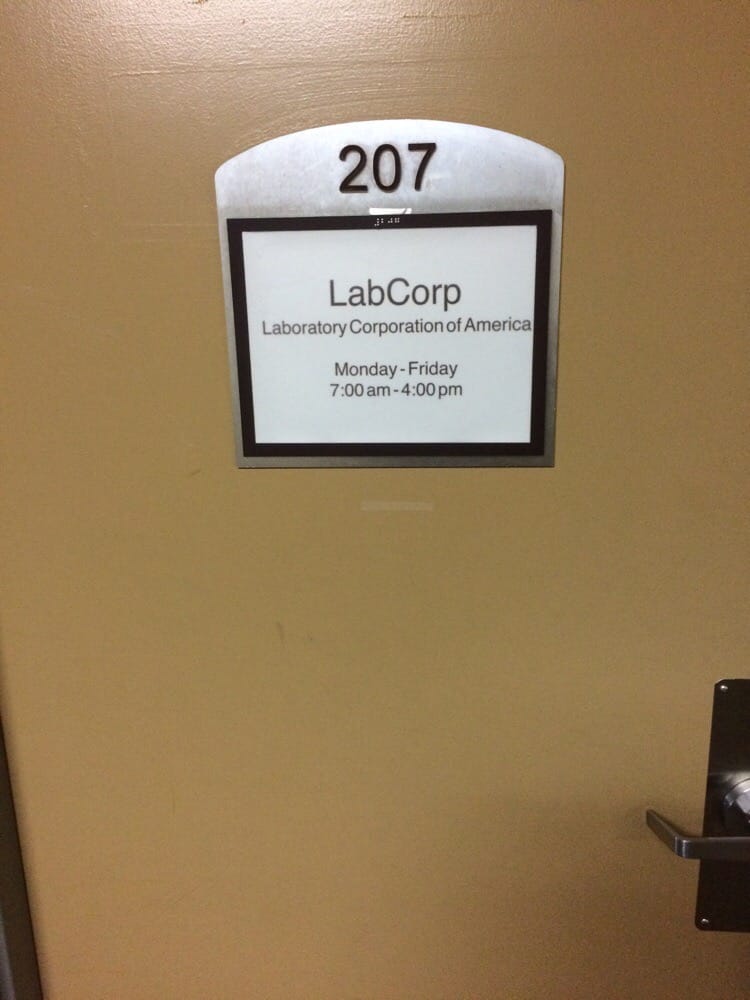 207
LabCorp
Laboratory Corporation of America
Monday - Friday
7:00 am - 4:00 pm